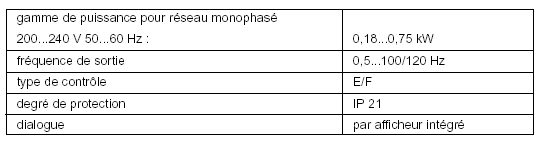 gamme de puissance pour réseau monophasé
200...240 V 50...60 Hz : 0,18...0,75 kW
fréquence de sortie 0,5...100/120 Hz
type de contrôle E/F
degré de protection IP 21
dialogue par afficheur intégré